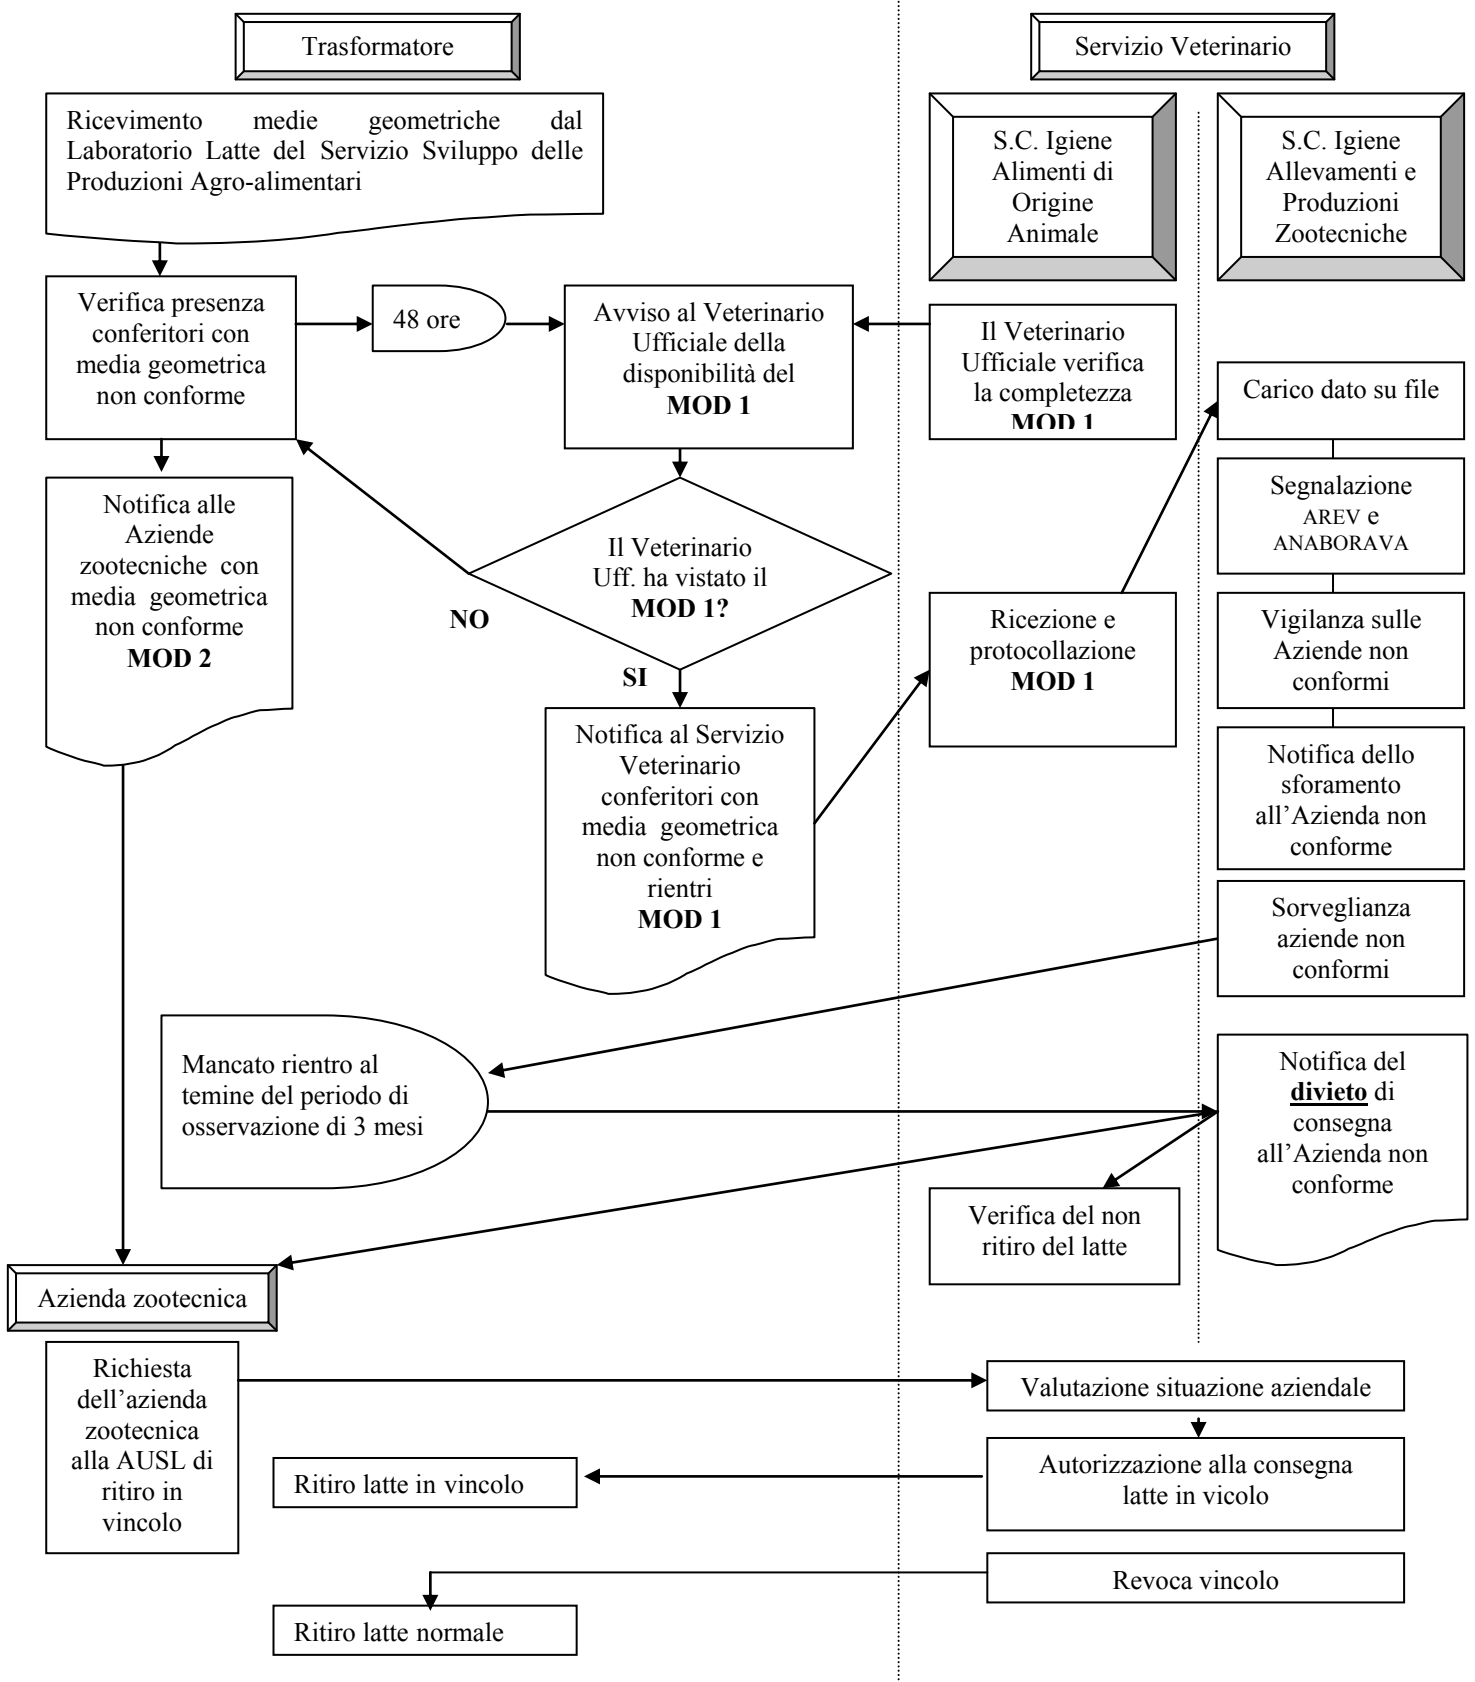 Trasformatore
Servizio Veterinario
Ricevimento medie geometriche dal
Laboratorio Latte del Servizio Sviluppo delle
Produzioni Agro-alimentari
S.C. Igiene
Alimenti di
Origine
Animale
S.C. Igiene
Allevamenti e
Produzioni
Zootecniche
Verifica presenza
conferitori con
media geometrica
non conforme
48 ore
Avviso al Veterinario
Ufficiale della
disponibilità del
MOD 1
Il Veterinario
Ufficiale verifica
la completezza
MOD 1
Carico dato su file
Notifica alle
Aziende
zootecniche con
media geometrica
non conforme
MOD 2
Il Veterinario
Uff. ha vistato il
MOD 1?
NO
SI
Segnalazione
AREV e
ANABORAVA
Ricezione e
protocollazione
MOD 1
Vigilanza sulle
Aziende non
conformi
Notifica al Servizio
Veterinario
conferitori con
media geometrica
non conforme e
rientri
MOD 1
Notifica dello
sforamento
all'Azienda non
conforme
Sorveglianza
aziende non
conformi
Mancato rientro al
temine del periodo di
osservazione di 3 mesi
Notifica del
divieto di
consegna
all'Azienda non
conforme
Verifica del non
ritiro del latte
Azienda zootecnica
Richiesta
dell'azienda
zootecnica
alla AUSL di
ritiro in
vincolo
Valutazione situazione aziendale
Ritiro latte in vincolo
Autorizzazione alla consegna
latte in vicolo
Revoca vincolo
Ritiro latte normale